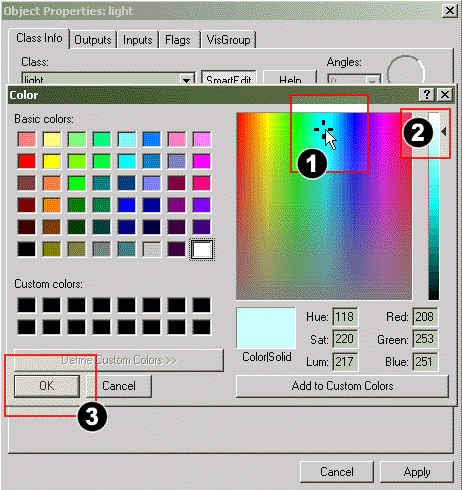 Object Properties: light
Class Info Outputs Inputs Flags VisGroup
Class: Angles:
light SmartEdit Help 0
Color
Basic colors:
1
2
Custom colors:
Hue: 118 Red: 208
Sat: 220 Green: 253
Color|Solid Lum: 217 Blue: 251
Define Custom Colors >>
OK Cancel Add to Custom Colors
3
Cancel Apply